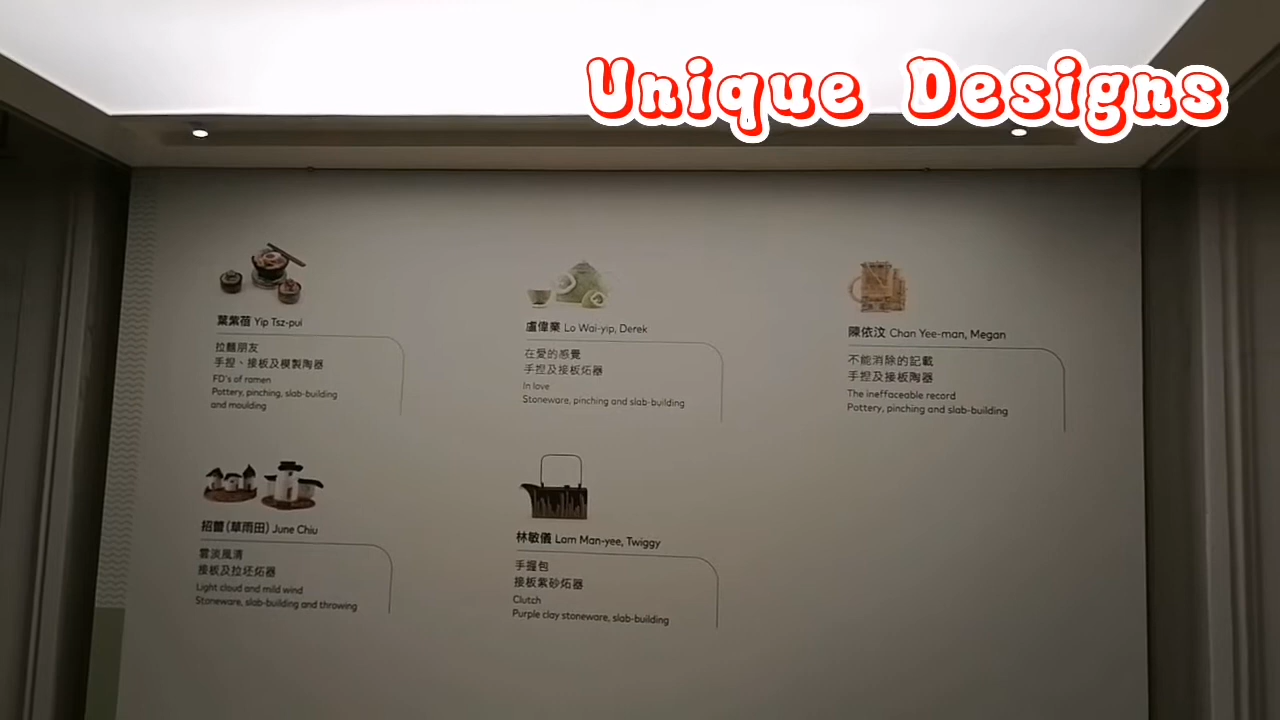 Unique Designs
葉紫蓓 Yip Tsz-pui
拉麵朋友
手捏、接板及模製陶器
FD's of ramen
Pottery, pinching, slab-building
and moulding
盧偉業 Lo Wai-yip, Derek
在愛的感覺
手捏及接板炻器
In love
Stoneware, pinching and slab-building
陳依汶 Chan Yee-man, Megan
不能消除的記載
手捏及接板陶器
The ineffaceable record
Pottery, pinching and slab-building
招蕾(草雨田) June Chiu
雲淡風清
接板及拉坯炻器
Light cloud and mild wind
Stoneware, slab-building and throwing
林敏儀 Lam Man-yee, Twiggy
手握包
接板紫砂炻器
Clutch
Purple clay stoneware, slab-building